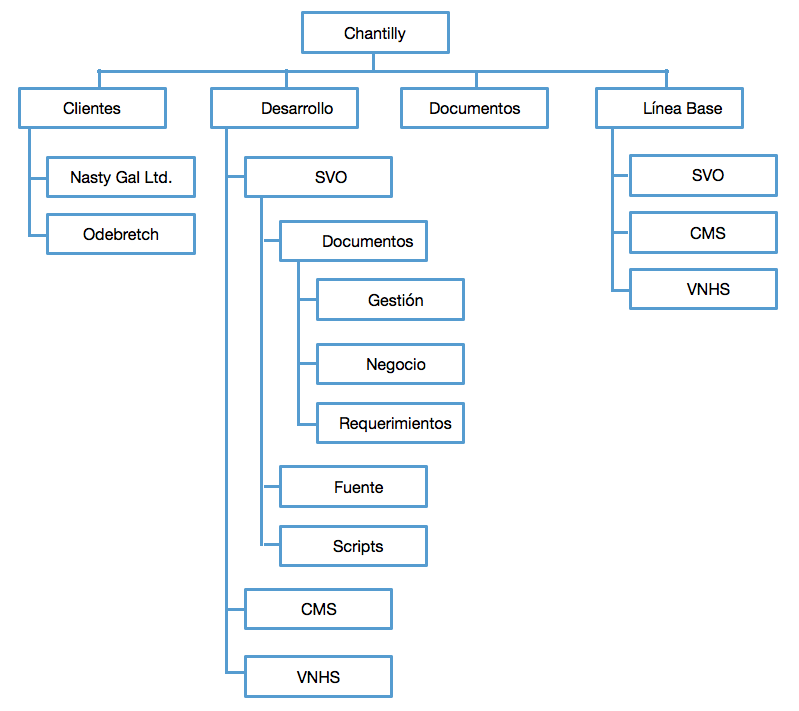 Chantilly
Clientes
Desarrollo
Documentos
Línea Base
Nasty Gal Ltd.
Odebretch
SVO
Documentos
Gestión
Negocio
Requerimientos
Fuente
Scripts
CMS
VNHS
SVO
CMS
VNHS